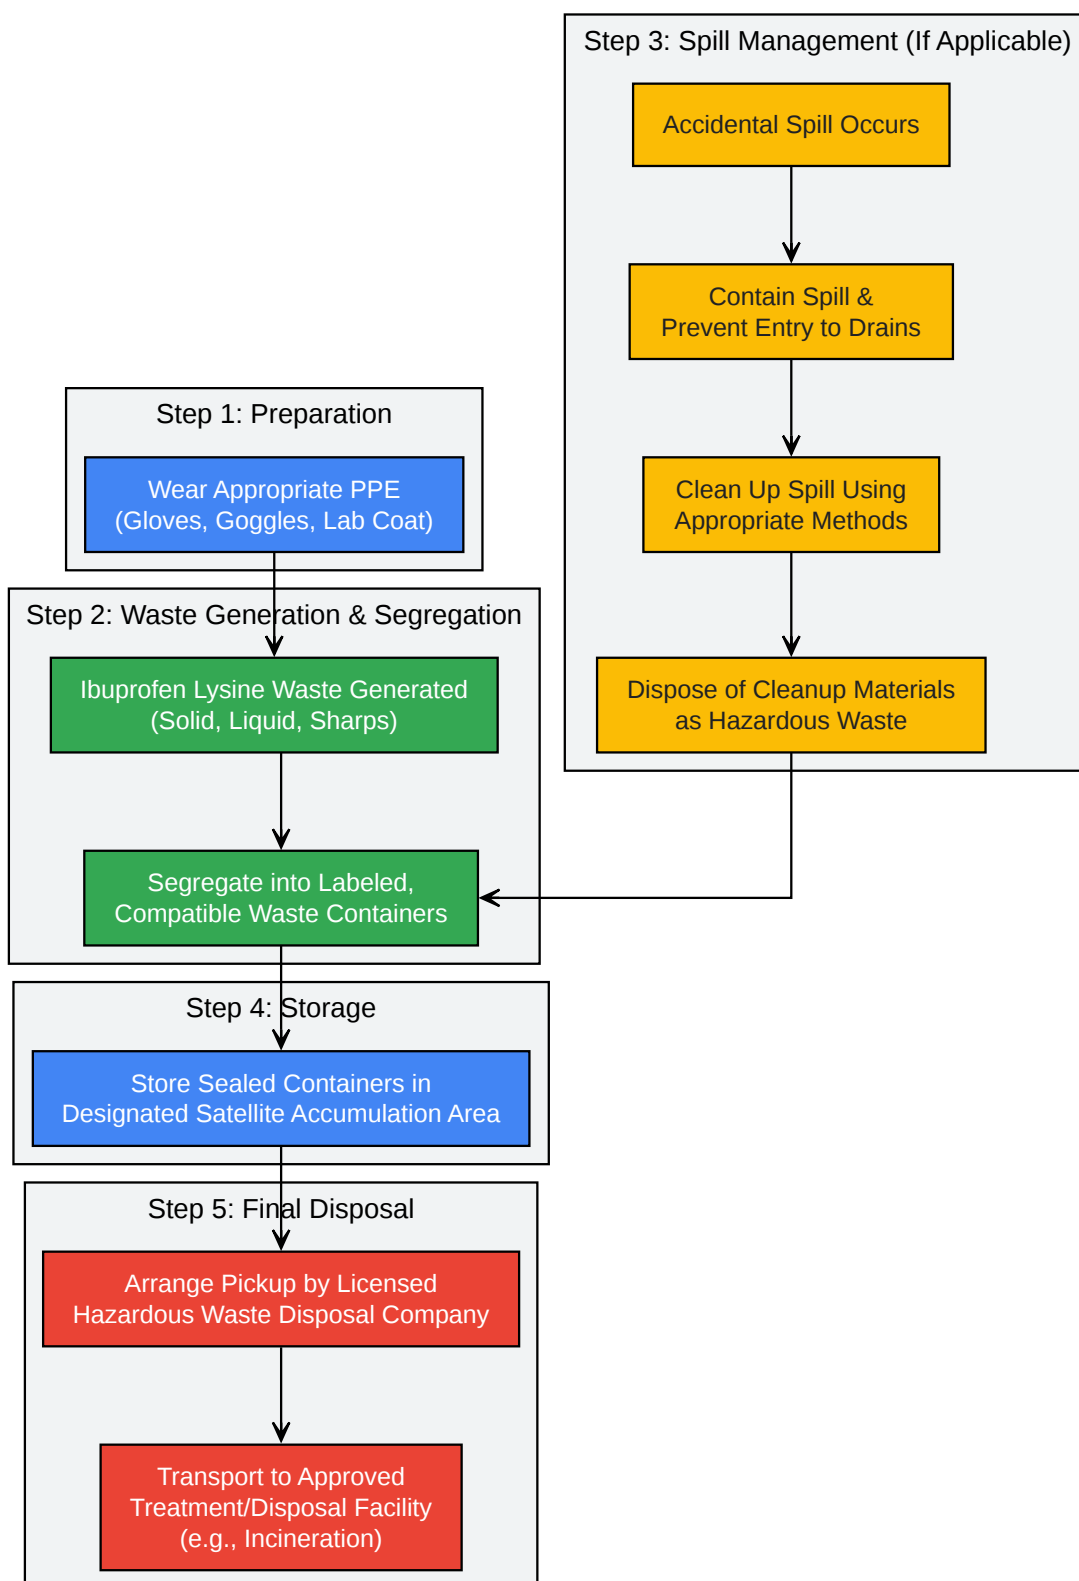 Step 3: Spill Management (If Applicable)
Accidental Spill Occurs
Contain Spill &
Prevent Entry to Drains
Clean Up Spill Using
Appropriate Methods
Dispose of Cleanup Materials
as Hazardous Waste
Step 1: Preparation
Wear Appropriate PPE
(Gloves, Goggles, Lab Coat)
Step 2: Waste Generation & Segregation
Ibuprofen Lysine Waste Generated
(Solid, Liquid, Sharps)
Segregate into Labeled,
Compatible Waste Containers
Step 4: Storage
Store Sealed Containers in
Designated Satellite Accumulation Area
Step 5: Final Disposal
Arrange Pickup by Licensed
Hazardous Waste Disposal Company
Transport to Approved
Treatment/Disposal Facility
(e.g., Incineration)